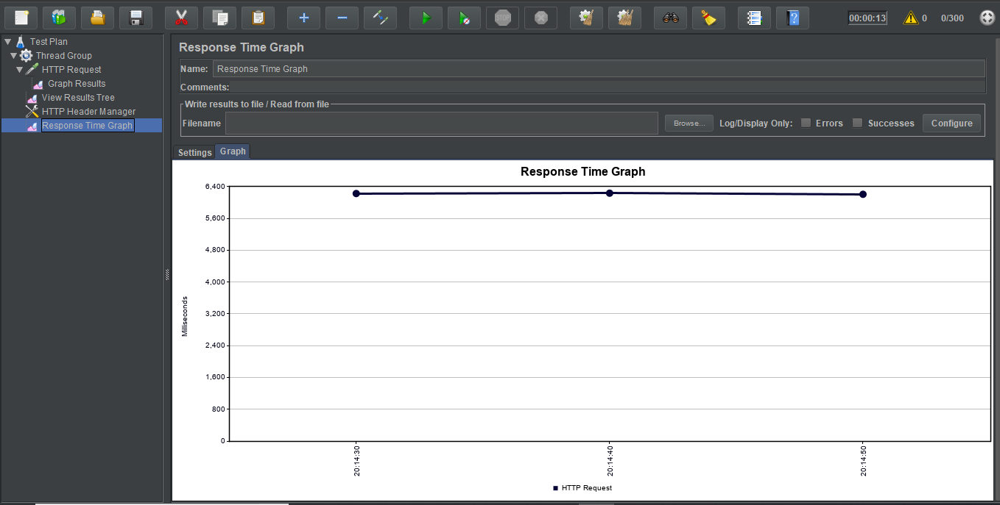 00:00:13
0
0/300
Test Plan
Thread Group
HTTP Request
Graph Results
View Results Tree
HTTP Header Manager
Response Time Graph
Response Time Graph
Name: Response Time Graph
Comments:
Write results to file / Read from file
Filename Browse... Log/Display Only: Errors Successes Configure
Settings Graph
Response Time Graph
6,400
5,600
4,800
4,000
3,200
2,400
1,600
800
0
Milliseconds
20:14:30
20:14:40
20:14:50
HTTP Request